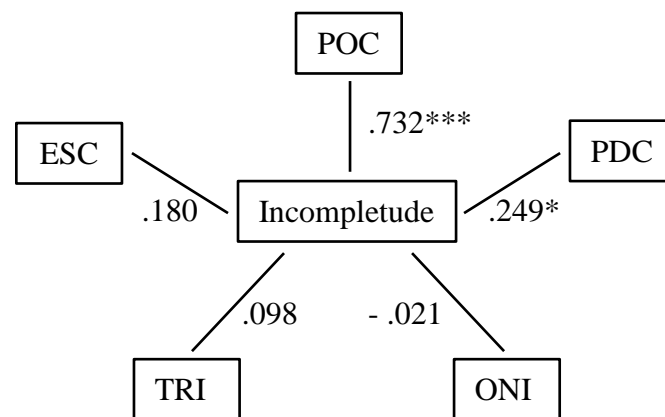 POC
.732***
ESC
PDC
.180
Incompletude
.249*
.098
- .021
TRI
ONI